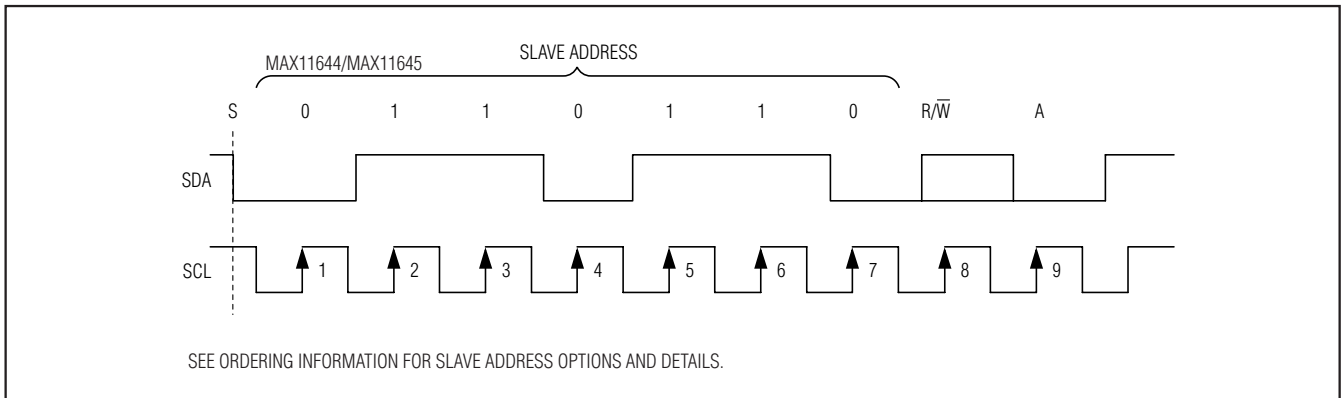 SLAVE ADDRESS
MAX11644/MAX11645
S 0 1 1 0 1 1 0 R/W̅ A
SDA
SCL 1 2 3 4 5 6 7 8 9
SEE ORDERING INFORMATION FOR SLAVE ADDRESS OPTIONS AND DETAILS.